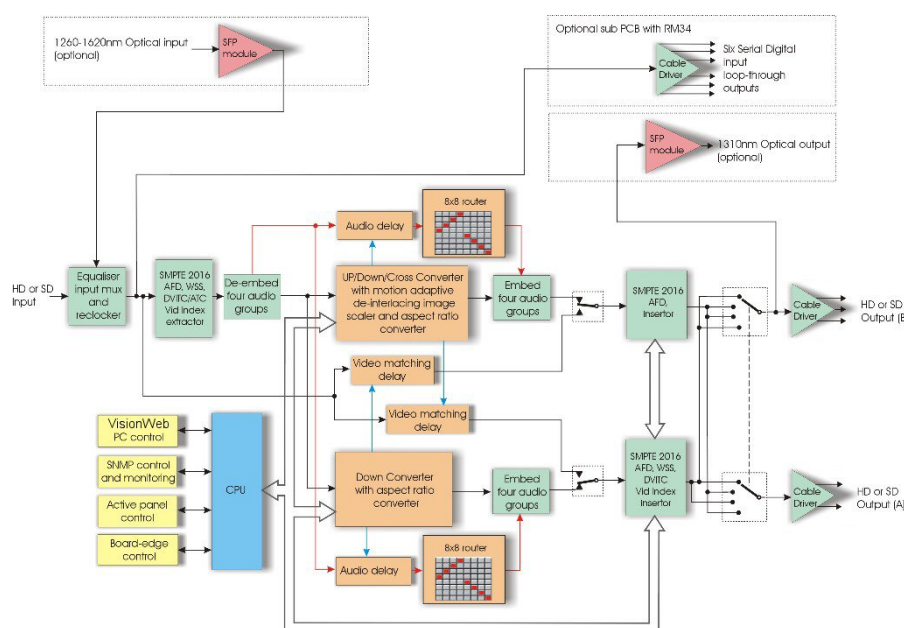 1260-1620nm Optical input
(optional)
SFP
module
Optional sub PCB with RM34
Cable
Driver
Six Serial Digital
input
loop-through
outputs
SFP
module
1310nm Optical output
(optional)
HD or SD
Input
Equaliser
input mux
and
reclocker
SMPTE 2016
AFD, WSS,
DVITC/ATC
Vid Index
extractor
De-embed
four audio
groups
Audio delay
8x8 router
UP/Down/Cross Converter
with motion adaptive
de-interlacing image
scaler and aspect ratio
converter
Embed
four audio
groups
SMPTE 2016
AFD,
Insertor
Cable
Driver
HD or SD
Output (B
Video matching
delay
Video matching
delay
VisionWeb
PC control
SNMP control
and monitoring
Active panel
control
Board-edge
control
CPU
Down Converter
with aspect ratio
converter
Embed
four audio
groups
SMPTE 2016
AFD, WSS,
DVITC
Vid Index
Insertor
Cable
Driver
HD or SD
Output (A)
Audio delay
8x8 router